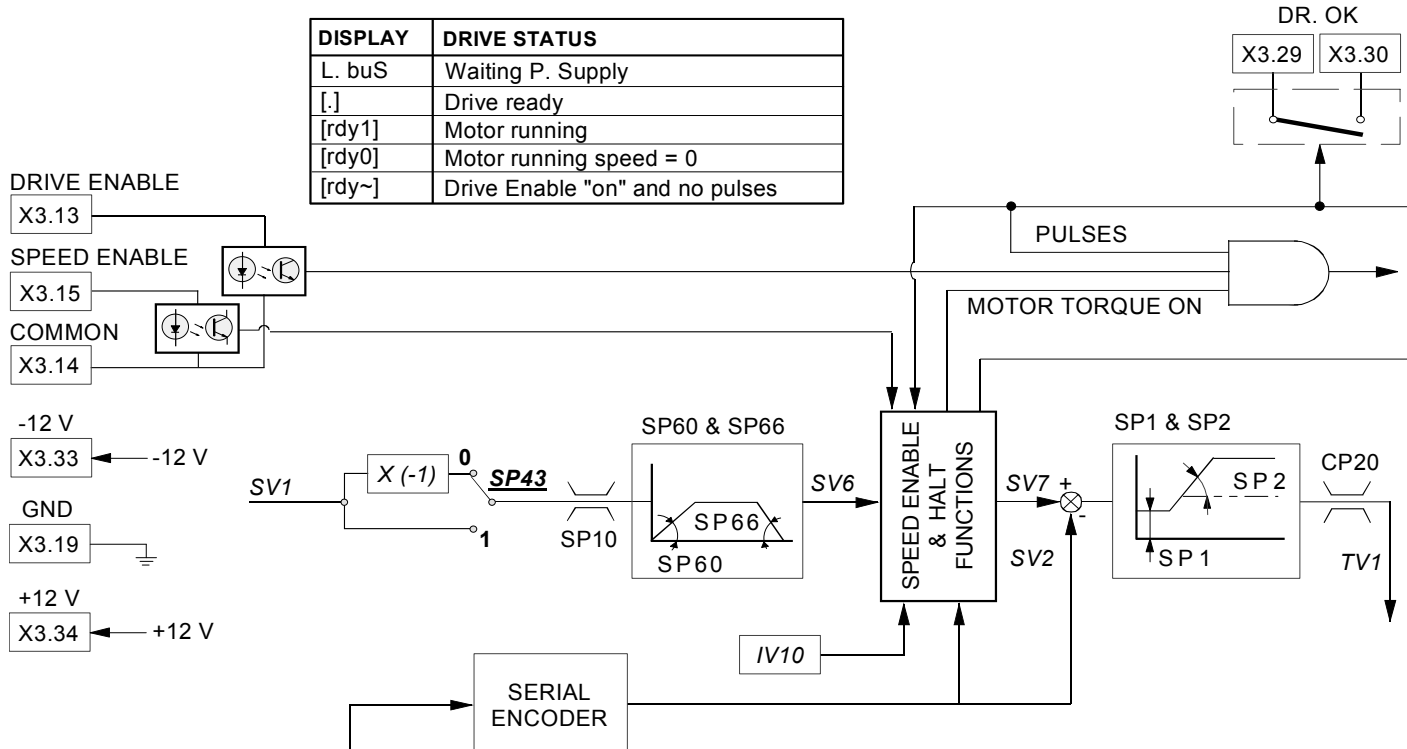 DR. OK
X3.29 X3.30
DISPLAY DRIVE STATUS
L. buS Waiting P. Supply
[.] Drive ready
[rdy1] Motor running
[rdy0] Motor running speed = 0
[rdy~] Drive Enable "on" and no pulses
DRIVE ENABLE
X3.13
SPEED ENABLE
X3.15
COMMON
X3.14
PULSES
MOTOR TORQUE ON
-12 V
X3.33 -12 V
GND
X3.19
+12 V
X3.34 +12 V
SV1
X (-1)
0
SP43
1
SP10
SP60 & SP66
SP66
SP60
SV6
SPEED ENABLE
& HALT
FUNCTIONS
SV7
+
-
SV2
SP1 & SP2
SP2
SP1
CP20
TV1
IV10
SERIAL
ENCODER